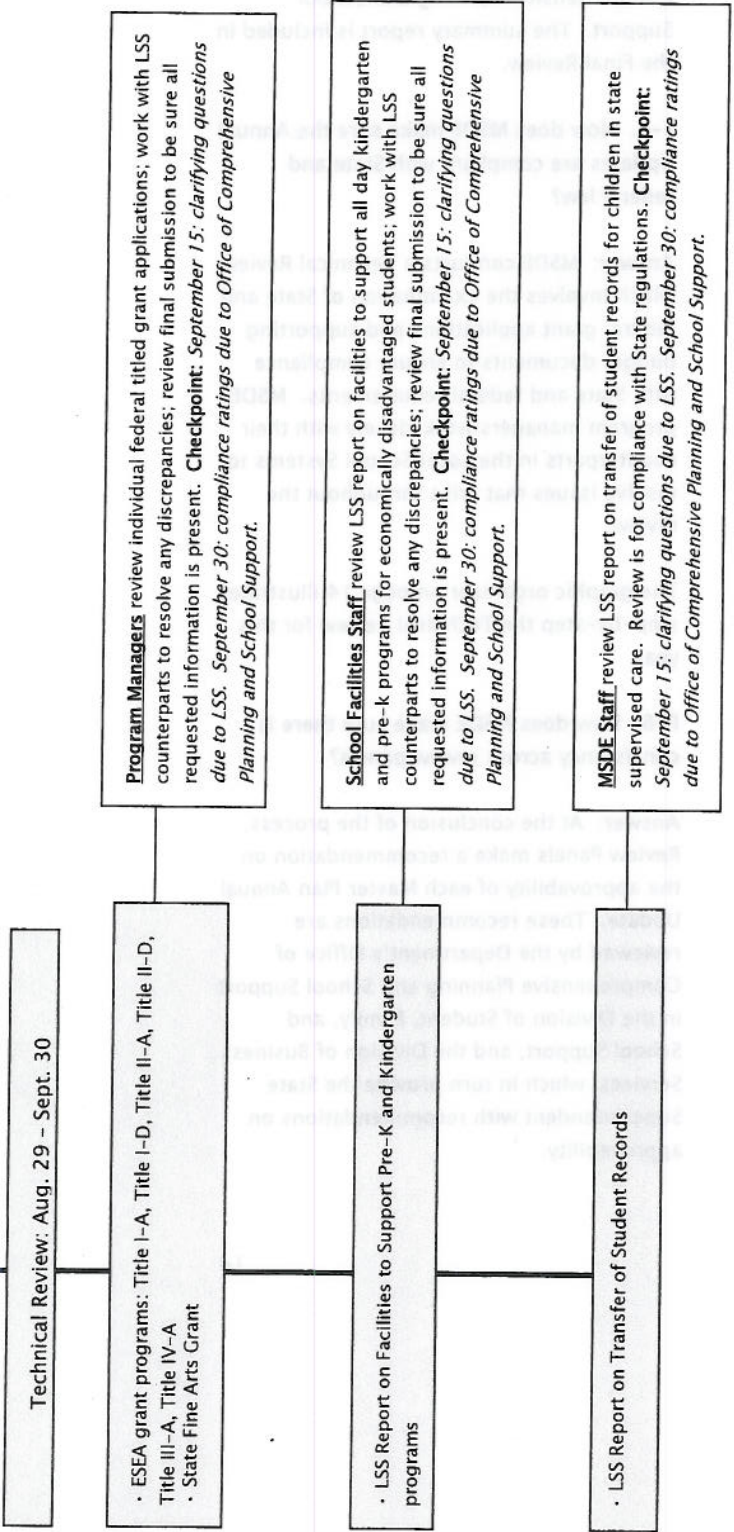 Technical Review: Aug. 29 – Sept. 30
· ESEA grant programs: Title I–A, Title I–D, Title II–A, Title II–D,
Title III–A, Title IV–A
· State Fine Arts Grant
Program Managers review individual federal titled grant applications; work with LSS
counterparts to resolve any discrepancies; review final submission to be sure all
requested information is present. Checkpoint: September 15: clarifying questions
due to LSS. September 30: compliance ratings due to Office of Comprehensive
Planning and School Support.
· LSS Report on Facilities to Support Pre–K and Kindergarten
programs
School Facilities Staff review LSS report on facilities to support all day kindergarten
and pre–k programs for economically disadvantaged students; work with LSS
counterparts to resolve any discrepancies; review final submission to be sure all
requested information is present. Checkpoint: September 15: clarifying questions
due to LSS. September 30: compliance ratings due to Office of Comprehensive
Planning and School Support.
· LSS Report on Transfer of Student Records
MSDE Staff review LSS report on transfer of student records for children in state
supervised care. Review is for compliance with State regulations. Checkpoint:
September 15: clarifying questions due to LSS. September 30: compliance ratings
due to Office of Comprehensive Planning and School Support.